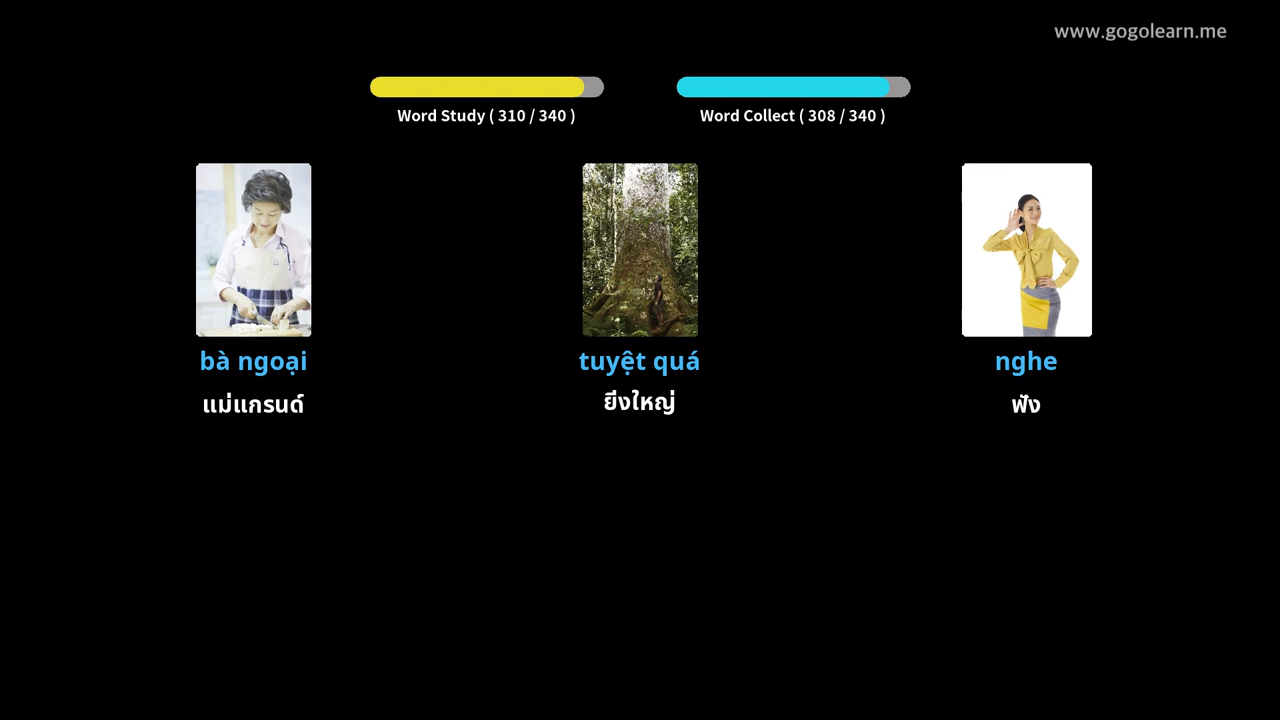 www.gogolearn.me
Word Study ( 310 / 340 )
Word Collect ( 308 / 340 )
bà ngoại
tuyệt quá
nghe
แม่แกรนด์
ยิ่งใหญ่
ฟัง